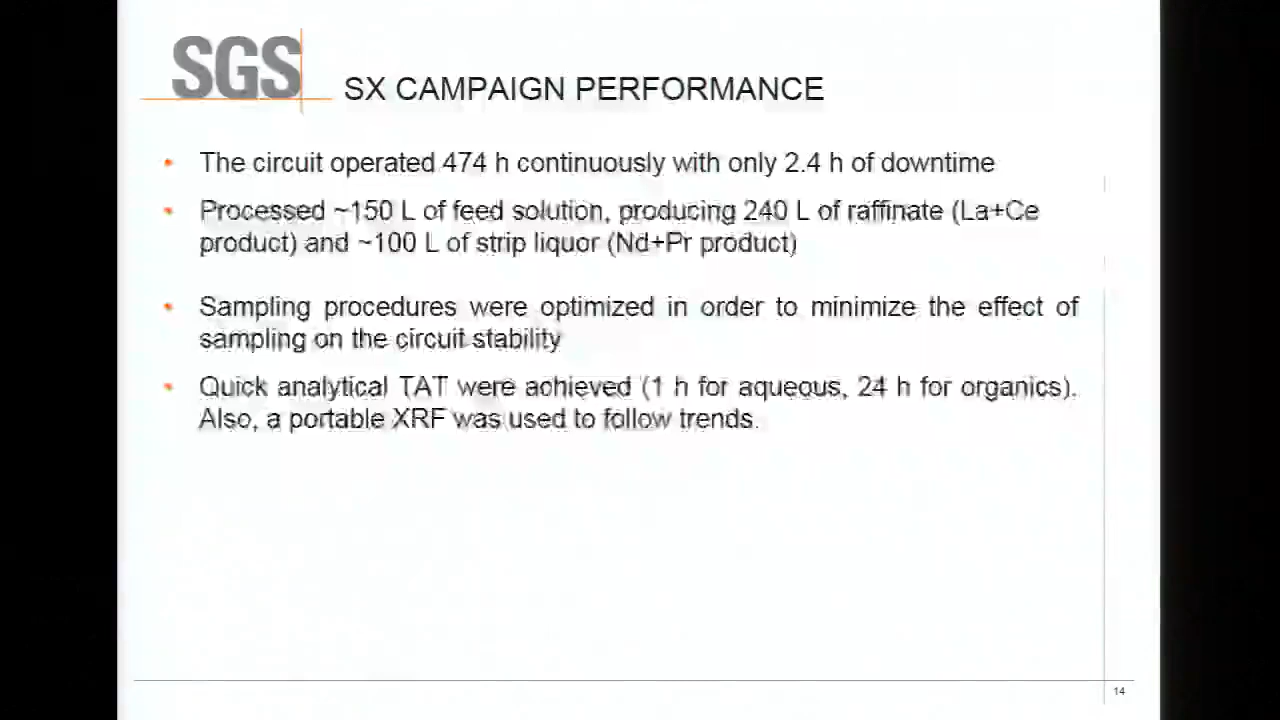 SGS
SX CAMPAIGN PERFORMANCE
• The circuit operated 474 h continuously with only 2.4 h of downtime
• Processed ~150 L of feed solution, producing 240 L of raffinate (La+Ce
product) and ~100 L of strip liquor (Nd+Pr product)
• Sampling procedures were optimized in order to minimize the effect of
sampling on the circuit stability
• Quick analytical TAT were achieved (1 h for aqueous, 24 h for organics).
Also, a portable XRF was used to follow trends.
14